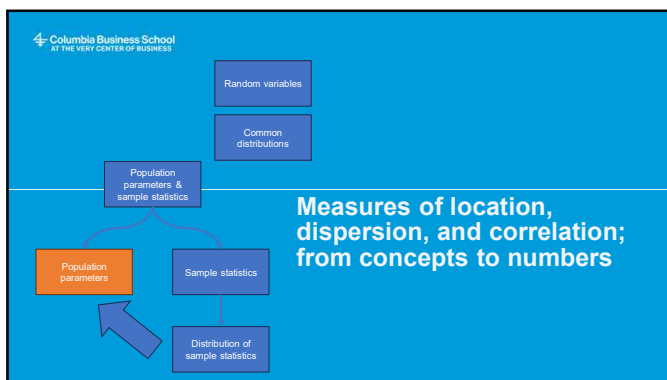 Columbia Business School
AT THE VERY CENTER OF BUSINESS
Random variables
Common
distributions
Population
parameters &
sample statistics
Measures of location,
dispersion, and correlation;
from concepts to numbers
Population
parameters
Sample statistics
Distribution of
sample statistics